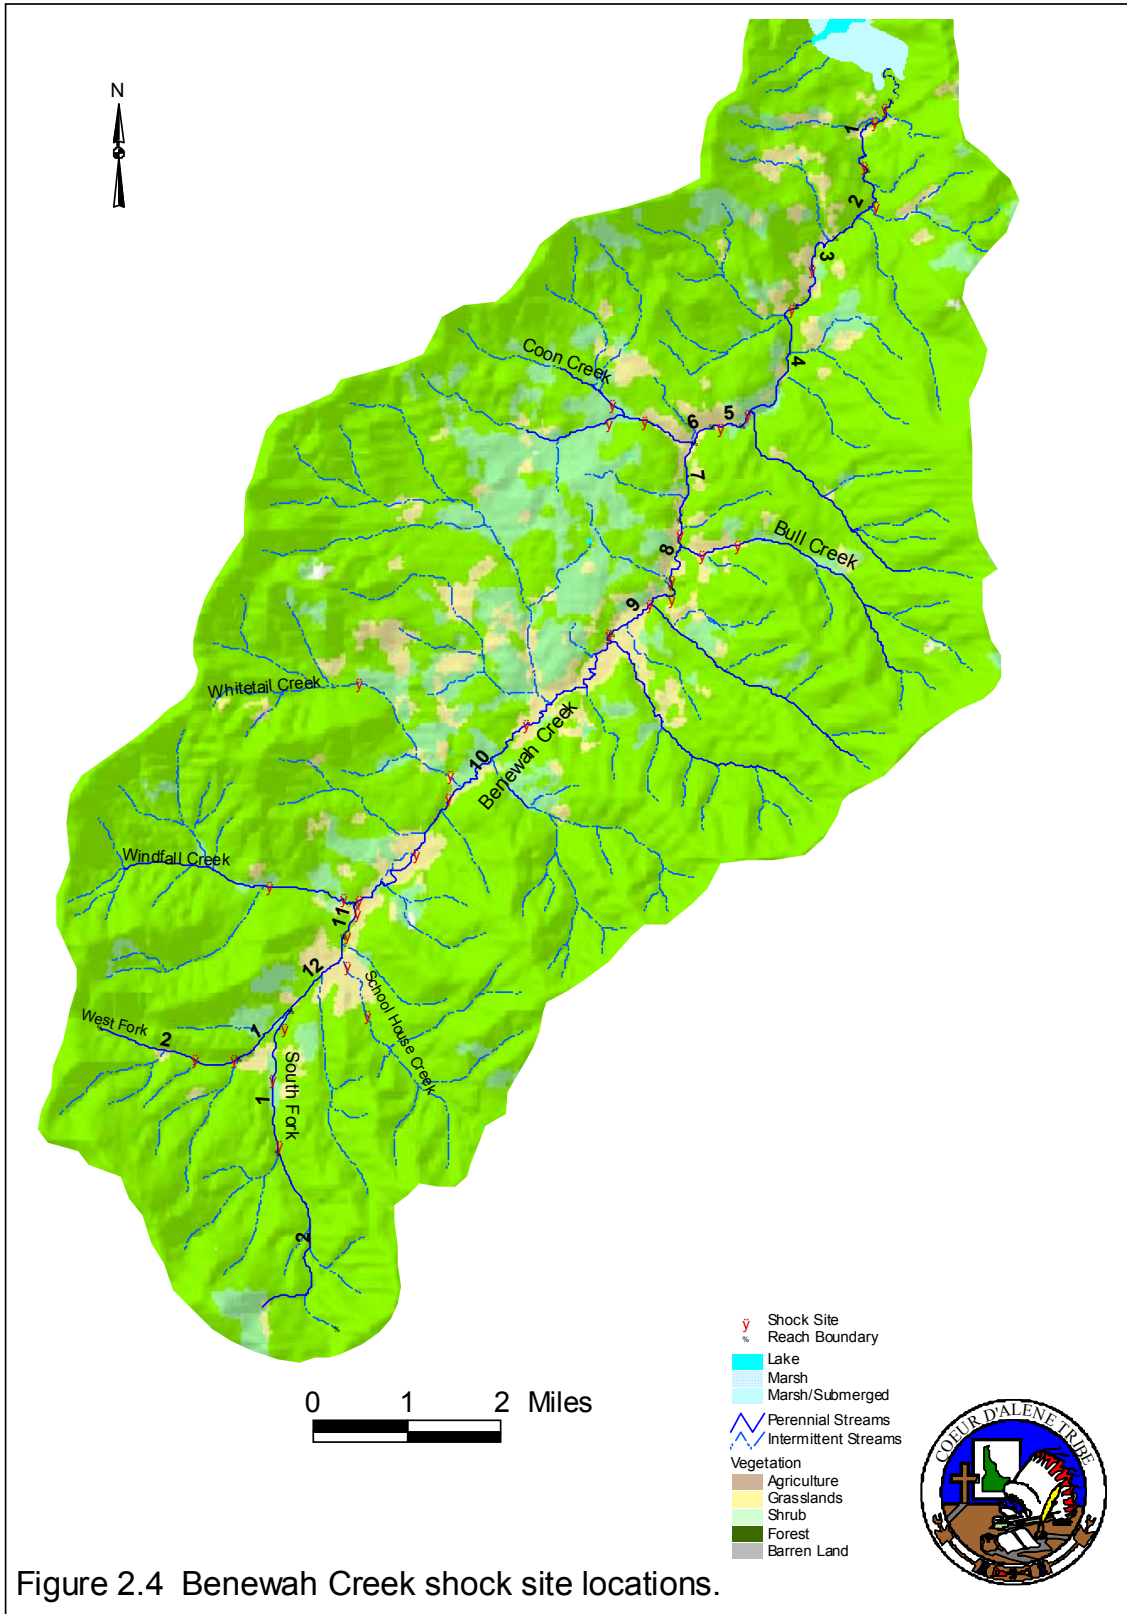 N
1
2
3
4
Coon Creek
6
5
7
8
Bull Creek
9
Whitetail Creek
10
Benewah Creek
Windfall Creek
11
12
School House Creek
West Fork
2
1
South Fork
1
2
0 1 2 Miles
ÿ Shock Site
% Reach Boundary
Lake
Marsh
Marsh/Submerged
Perennial Streams
Intermittent Streams
Vegetation
Agriculture
Grasslands
Shrub
Forest
Barren Land
COEUR D'ALENE TRIBE
Figure 2.4 Benewah Creek shock site locations.